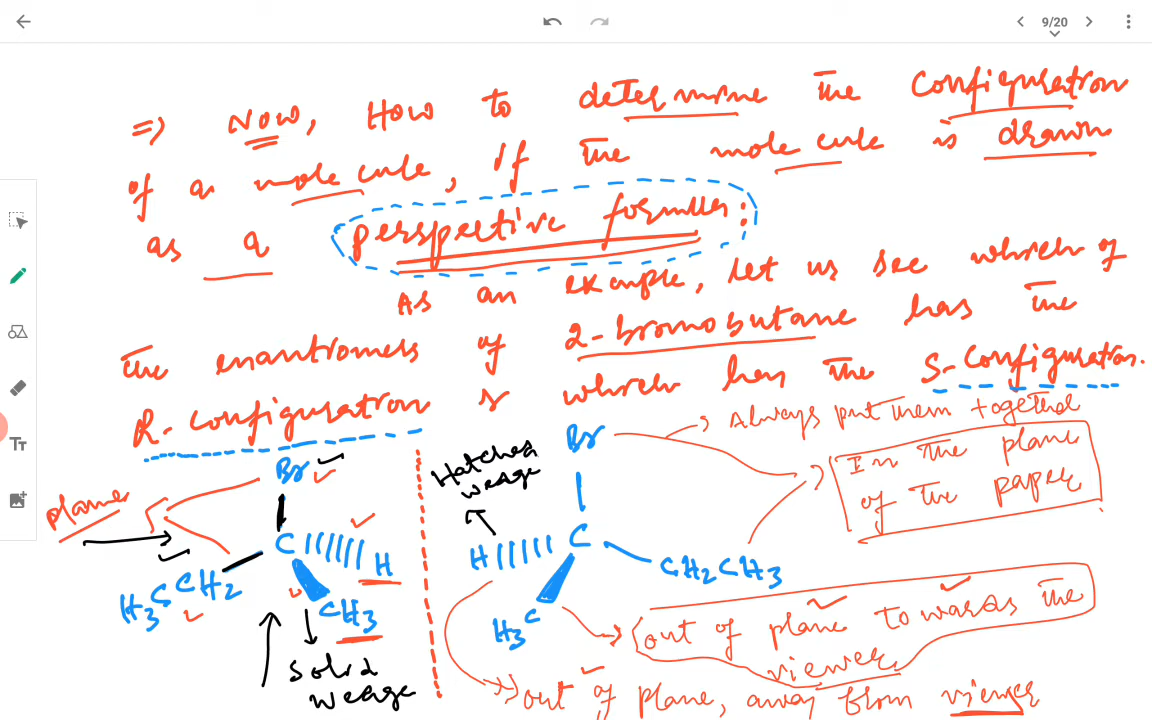 9/20
=> Now, How to determine the Configuration
of a molecule, if the molecule is drawn
as a perspective formula:
As an example, let us see which of
the enantiomers of 2-bromobutane has the
R-configuration & which has the S-configuration.
Always put them together
In the plane
of the paper
Hatched
wedge
planer
Br
Br
C H
H C
H3CCH2
CH2CH3
CH3
H3C
Solid
wedge
out of plane towards the
viewer
out of plane, away from viewer
Tt